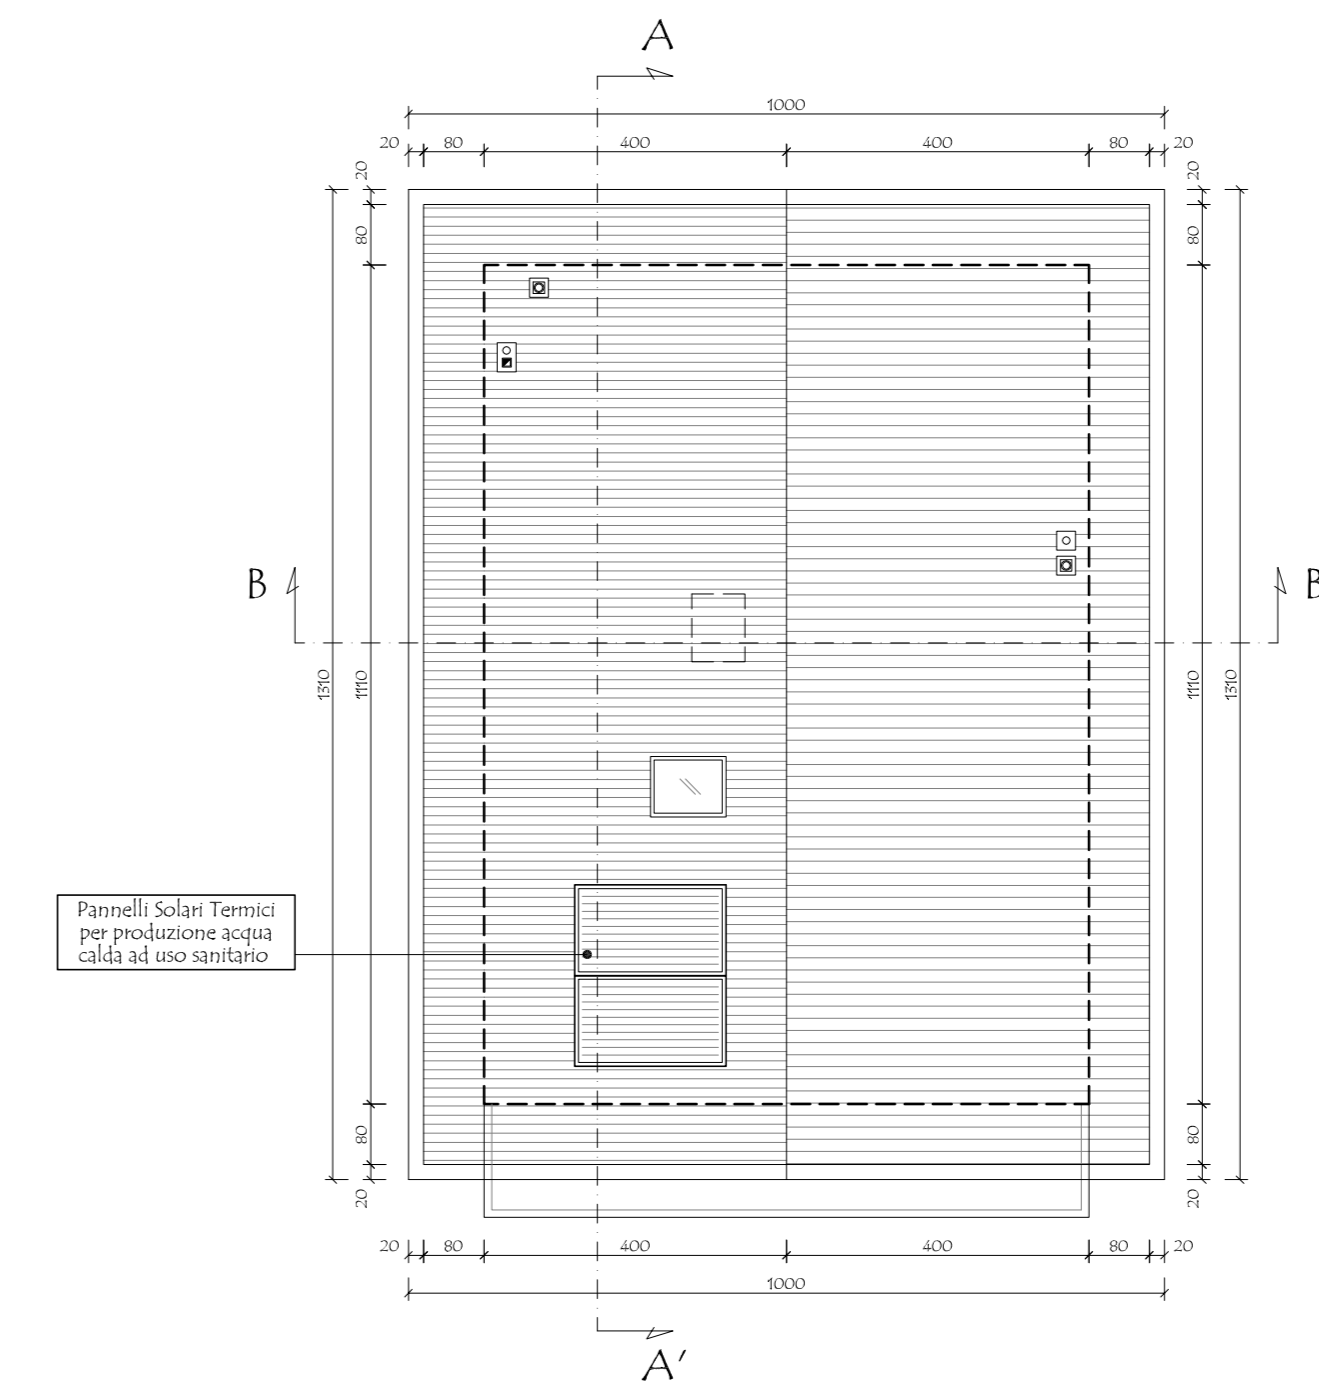 A
1000
20 80 400 400 80 20
20 20
80 80
B B
1310 1110 1110 1310
Pannelli Solari Termici
per produzione acqua
calda ad uso sanitario
80 80
20 20
20 80 400 400 80 20
1000
A'